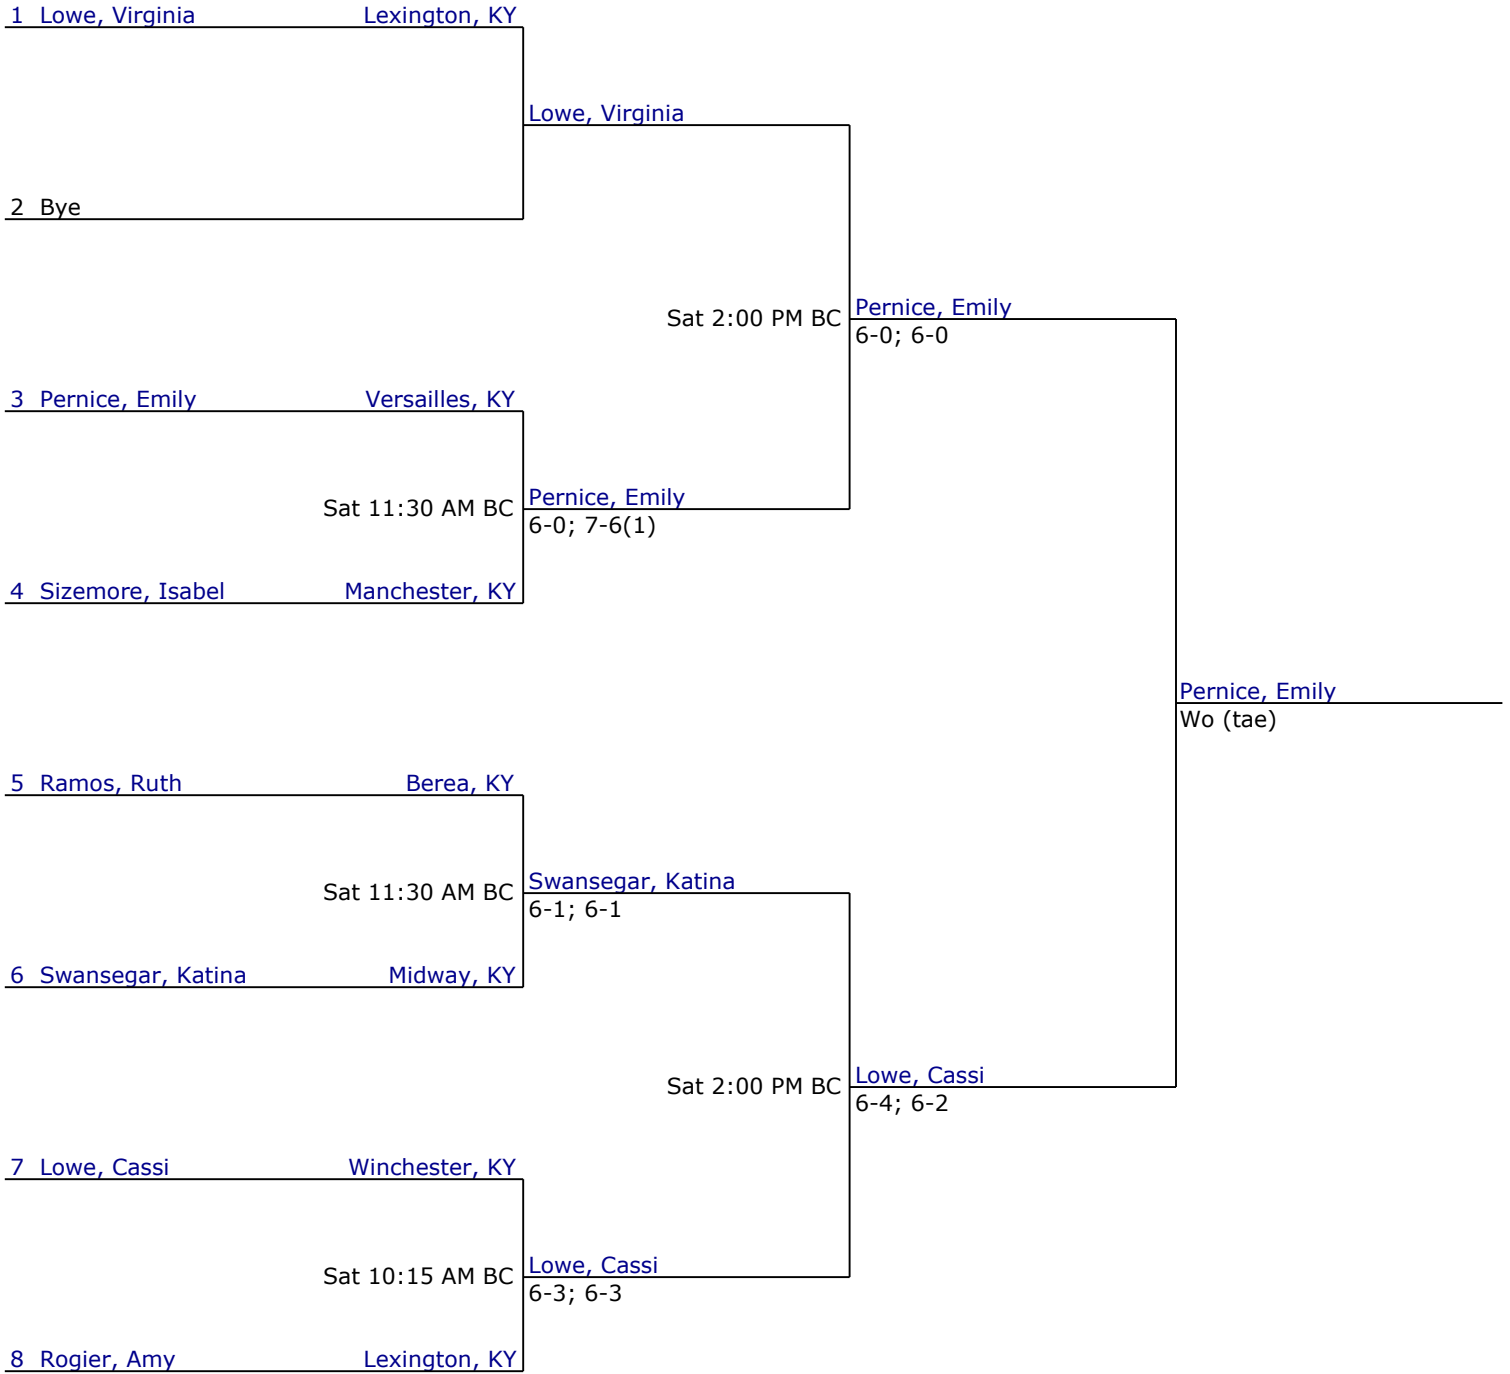 1 Lowe, Virginia Lexington, KY
Lowe, Virginia
2 Bye
Sat 2:00 PM BC
Pernice, Emily
6-0; 6-0
3 Pernice, Emily Versailles, KY
Sat 11:30 AM BC
Pernice, Emily
6-0; 7-6(1)
4 Sizemore, Isabel Manchester, KY
Pernice, Emily
Wo (tae)
5 Ramos, Ruth Berea, KY
Sat 11:30 AM BC
Swansegar, Katina
6-1; 6-1
6 Swansegar, Katina Midway, KY
Sat 2:00 PM BC
Lowe, Cassi
6-4; 6-2
7 Lowe, Cassi Winchester, KY
Sat 10:15 AM BC
Lowe, Cassi
6-3; 6-3
8 Rogier, Amy Lexington, KY